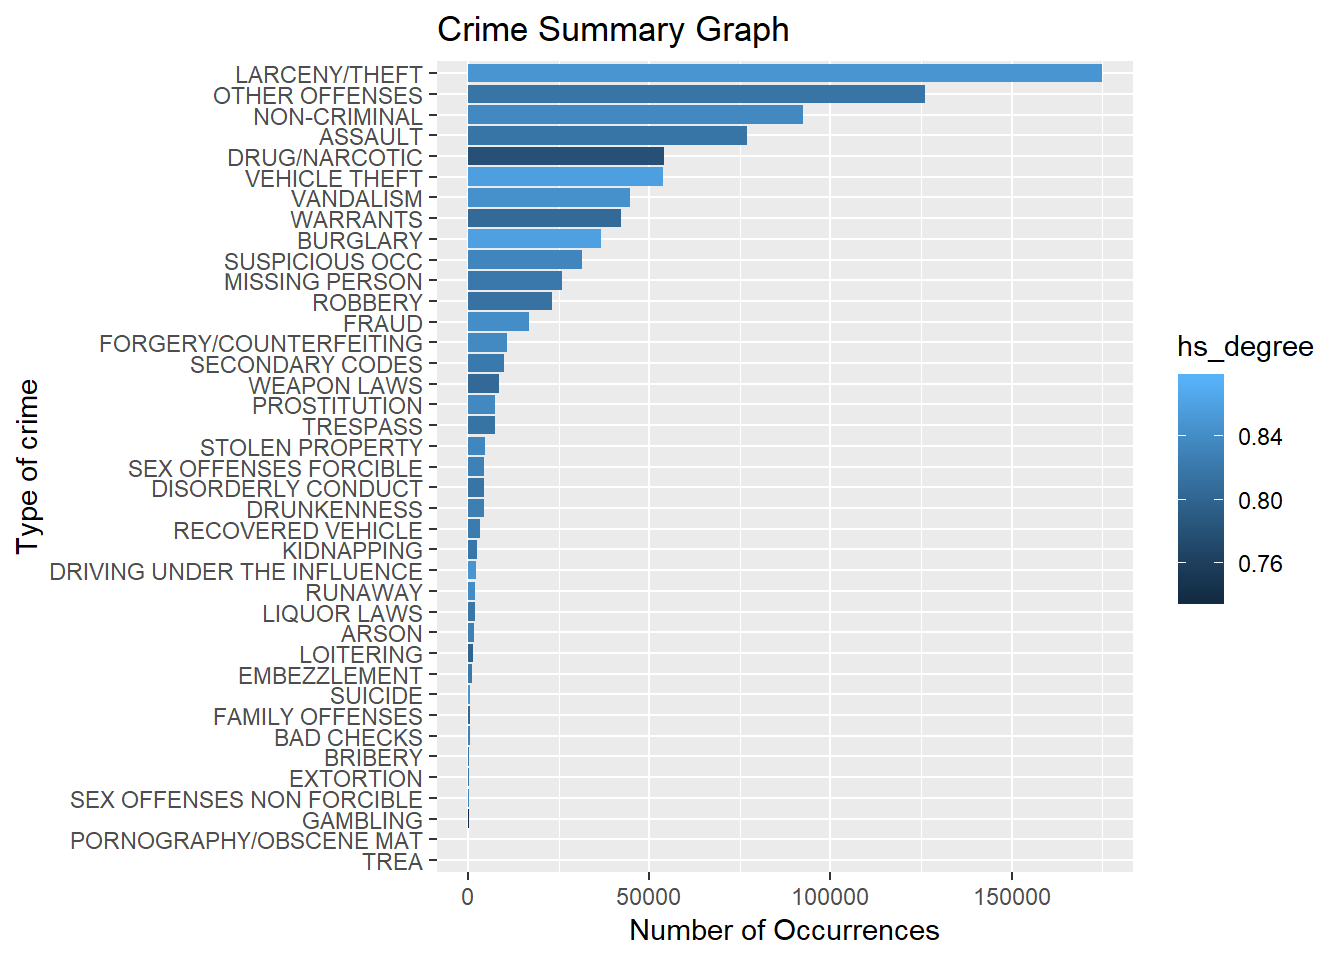 Crime Summary Graph
Type of crime
LARCENY/THEFT
OTHER OFFENSES
NON-CRIMINAL
ASSAULT
DRUG/NARCOTIC
VEHICLE THEFT
VANDALISM
WARRANTS
BURGLARY
SUSPICIOUS OCC
MISSING PERSON
ROBBERY
FRAUD
FORGERY/COUNTERFEITING
SECONDARY CODES
WEAPON LAWS
PROSTITUTION
TRESPASS
STOLEN PROPERTY
SEX OFFENSES FORCIBLE
DISORDERLY CONDUCT
DRUNKENNESS
RECOVERED VEHICLE
KIDNAPPING
DRIVING UNDER THE INFLUENCE
RUNAWAY
LIQUOR LAWS
ARSON
LOITERING
EMBEZZLEMENT
SUICIDE
FAMILY OFFENSES
BAD CHECKS
BRIBERY
EXTORTION
SEX OFFENSES NON FORCIBLE
GAMBLING
PORNOGRAPHY/OBSCENE MAT
TREA
0 50000 100000 150000
Number of Occurrences
hs_degree
0.84
0.80
0.76